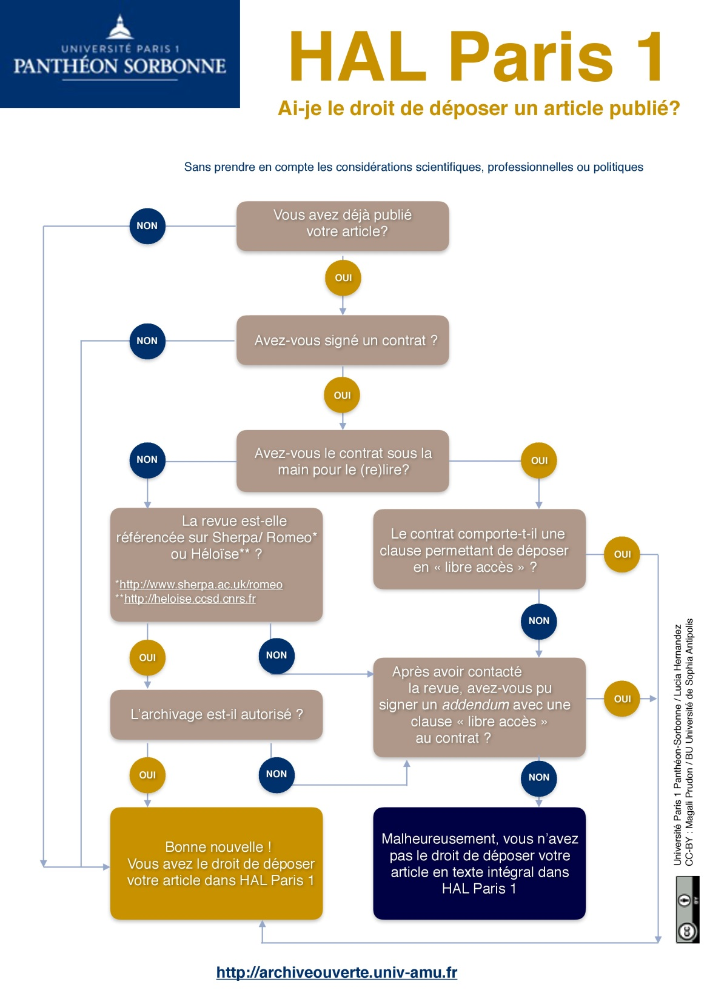 UNIVERSITÉ PARIS 1
PANTHÉON SORBONNE
HAL Paris 1
Ai-je le droit de déposer un article publié?
Sans prendre en compte les considérations scientifiques, professionnelles ou politiques
Vous avez déjà publié
votre article?
NON
OUI
Avez-vous signé un contrat ?
NON
OUI
Avez-vous le contrat sous la
main pour le (re)lire?
NON
OUI
La revue est-elle
référencée sur Sherpa/ Romeo*
ou Héloïse** ?
*http://www.sherpa.ac.uk/romeo
**http://heloise.ccsd.cnrs.fr
Le contrat comporte-t-il une
clause permettant de déposer
en « libre accès » ?
OUI
NON
OUI
NON
Après avoir contacté
la revue, avez-vous pu
signer un addendum avec une
clause « libre accès »
au contrat ?
OUI
L’archivage est-il autorisé ?
OUI
NON
NON
Bonne nouvelle !
Vous avez le droit de déposer
votre article dans HAL Paris 1
Malheureusement, vous n’avez
pas le droit de déposer votre
article en texte intégral dans
HAL Paris 1
Université Paris 1 Panthéon-Sorbonne / Lucia Hernandez
CC-BY : Magali Prudon / BU Université de Sophia Antipolis
cc
BY
http://archiveouverte.univ-amu.fr